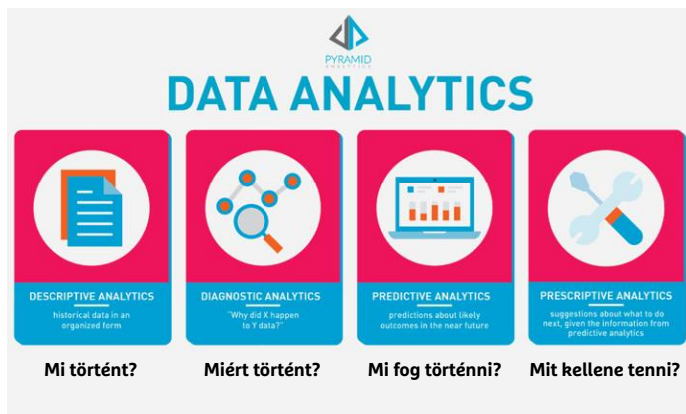 PYRAMID
ANALYTICS
DATA ANALYTICS
DESCRIPTIVE ANALYTICS
historical data in an
organized form
DIAGNOSTIC ANALYTICS
"Why did X happen
to Y data?"
PREDICTIVE ANALYTICS
predictions about likely
outcomes in the near future
PRESCRIPTIVE ANALYTICS
suggestions about what to do
next, given the information from
predictive analytics
Mi történt?
Miért történt?
Mi fog történni?
Mit kellene tenni?